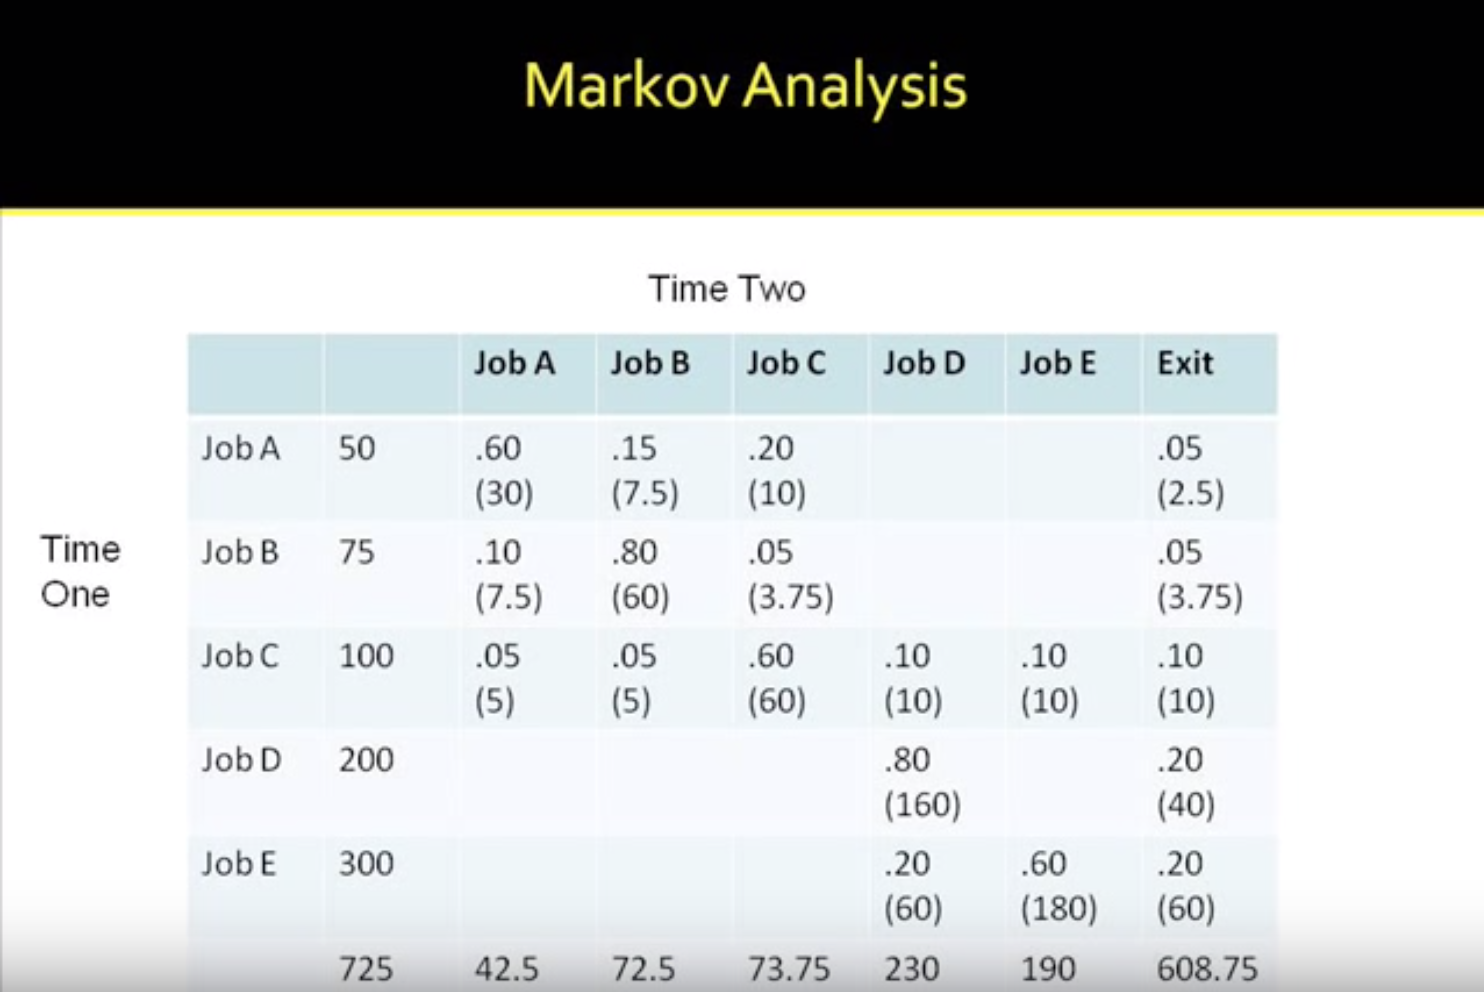 Markov Analysis
Time Two
Job A Job B Job C Job D Job E Exit
Job A 50 .60 .15 .20 .05
(30) (7.5) (10) (2.5)
Time
One
Job B 75 .10 .80 .05 .05
(7.5) (60) (3.75) (3.75)
Job C 100 .05 .05 .60 .10 .10 .10
(5) (5) (60) (10) (10) (10)
Job D 200 .80 .20
(160) (40)
Job E 300 .20 .60 .20
(60) (180) (60)
725 42.5 72.5 73.75 230 190 608.75